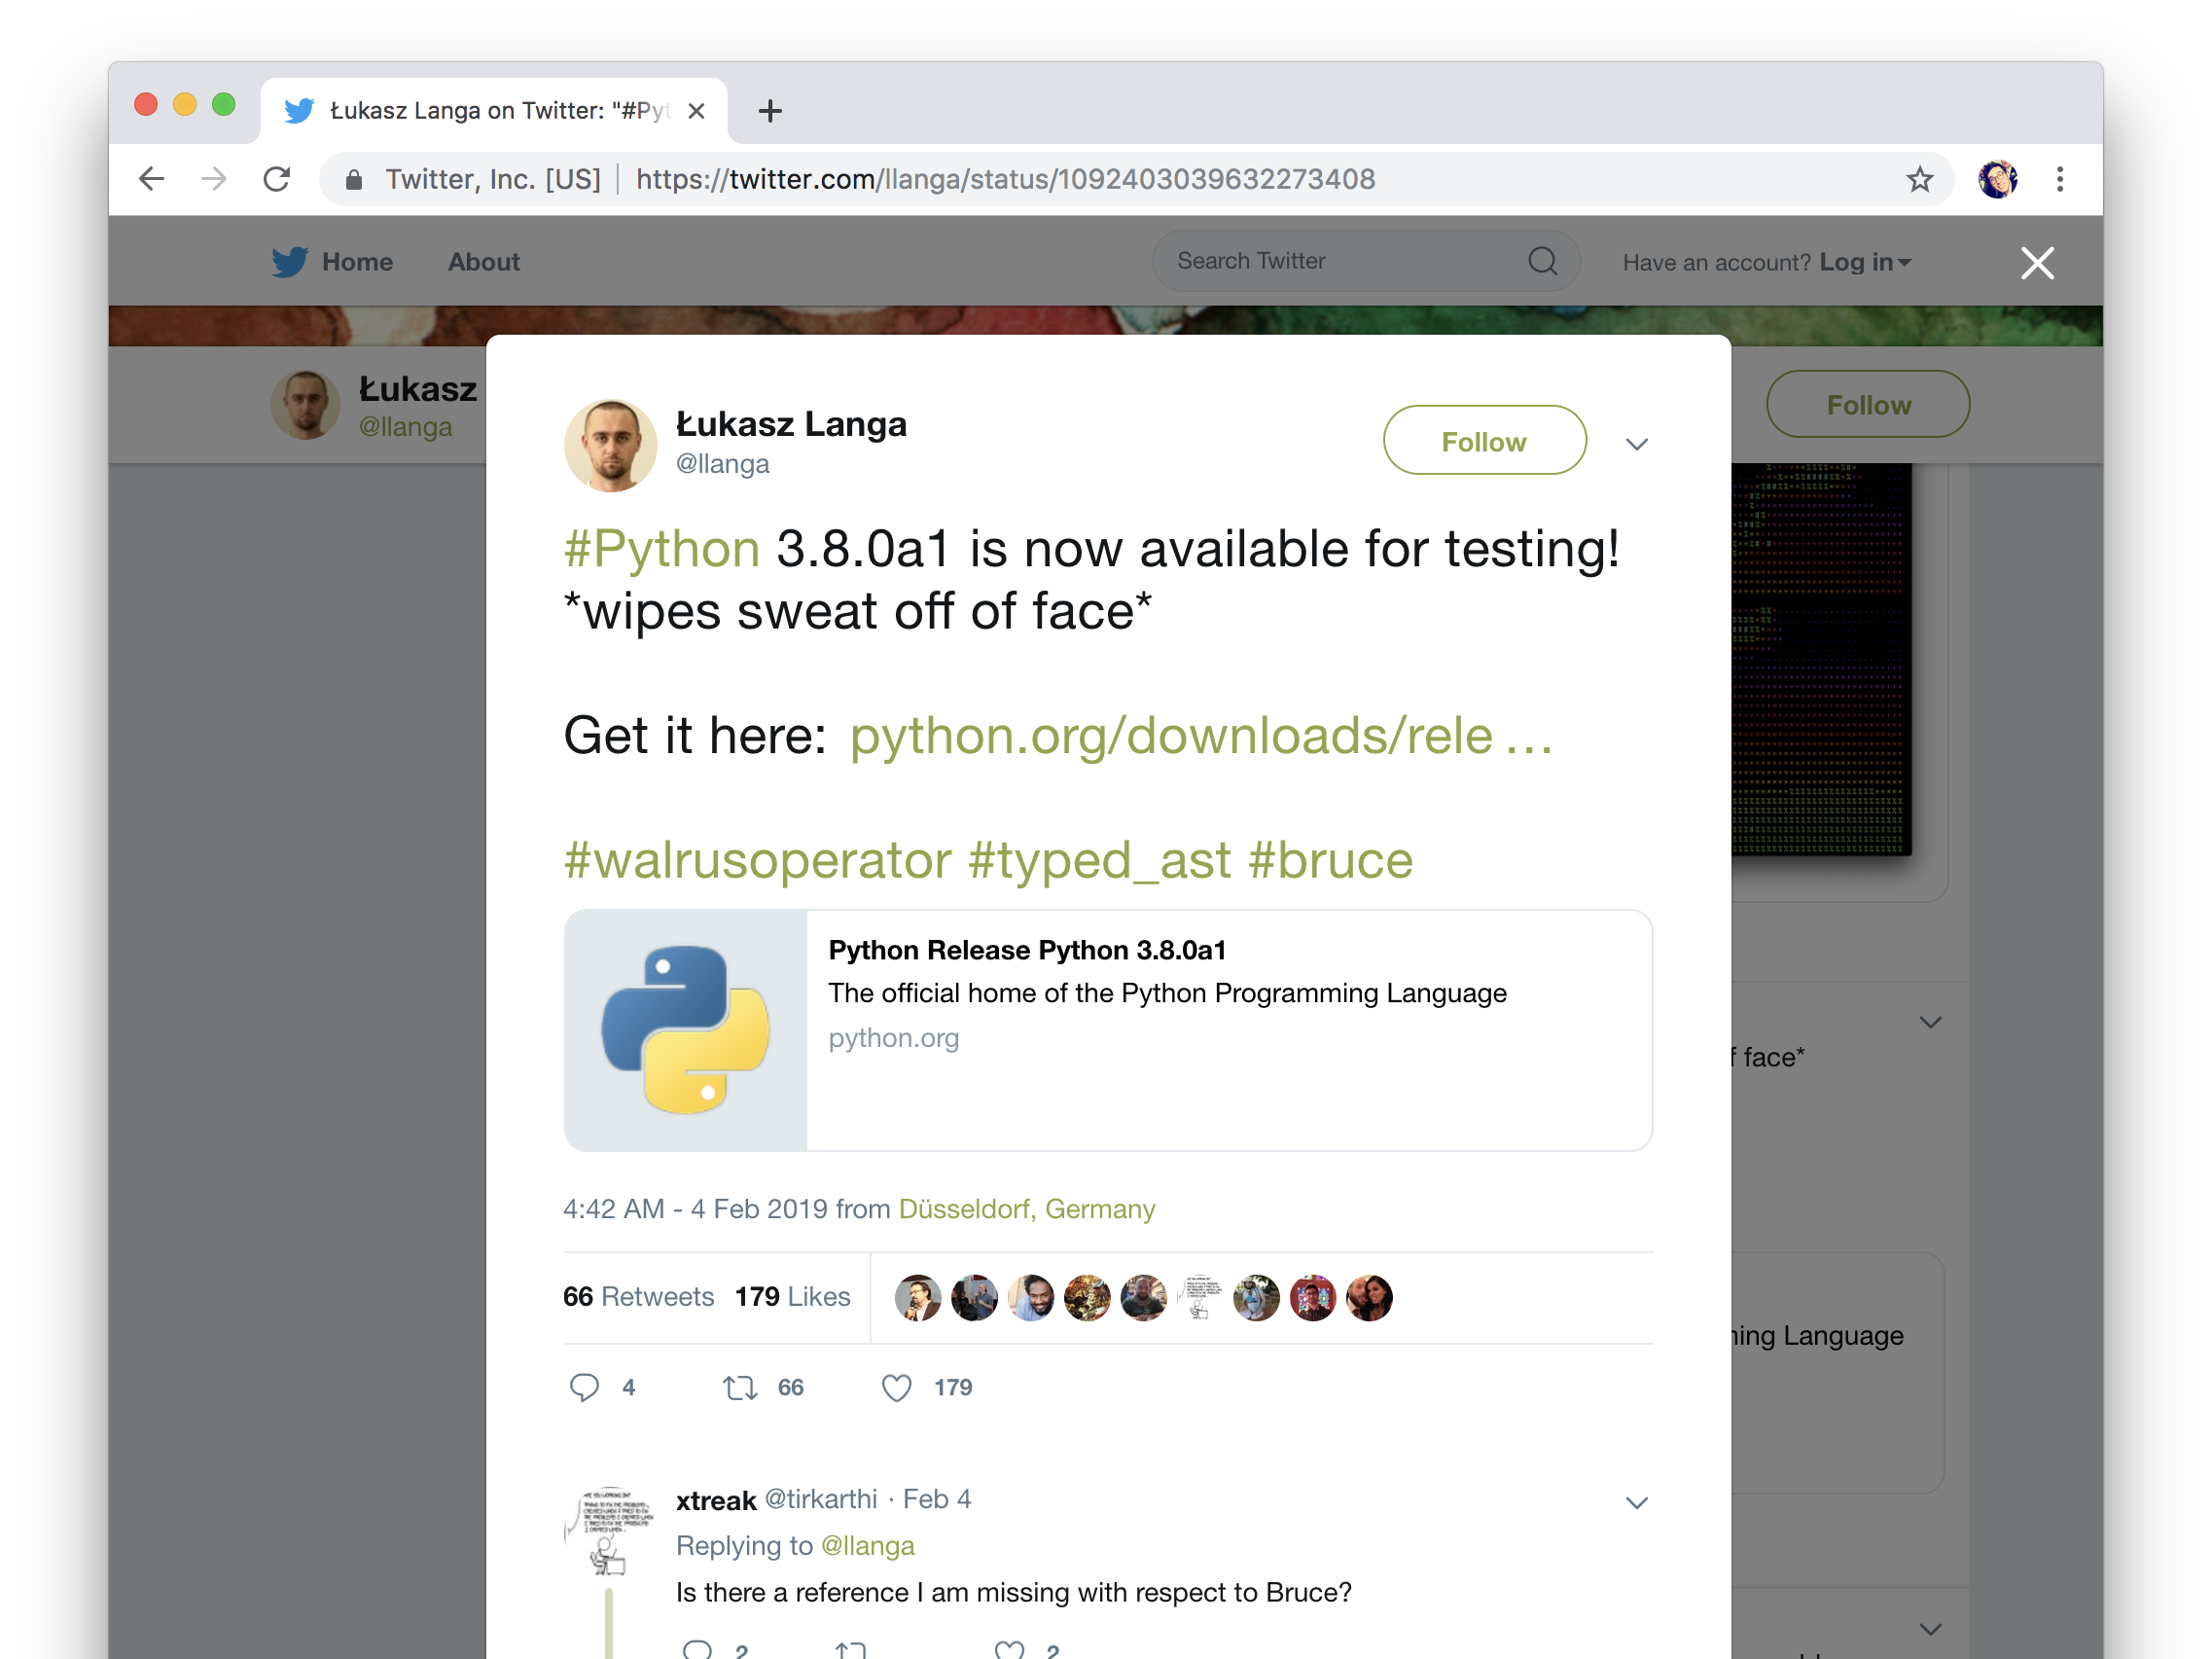 Łukasz Langa on Twitter: "#Pyt
Twitter, Inc. [US] https://twitter.com/llanga/status/1092403039632273408
Home About Search Twitter Have an account? Log in
Łukasz
@llanga
Follow
Łukasz Langa
@llanga
Follow
#Python 3.8.0a1 is now available for testing!
*wipes sweat off of face*
Get it here: python.org/downloads/rele …
#walrusoperator #typed_ast #bruce
Python Release Python 3.8.0a1
The official home of the Python Programming Language
python.org
f face*
4:42 AM - 4 Feb 2019 from Düsseldorf, Germany
66 Retweets 179 Likes
ning Language
4 66 179
xtreak @tirkarthi · Feb 4
Replying to @llanga
Is there a reference I am missing with respect to Bruce?
2 2